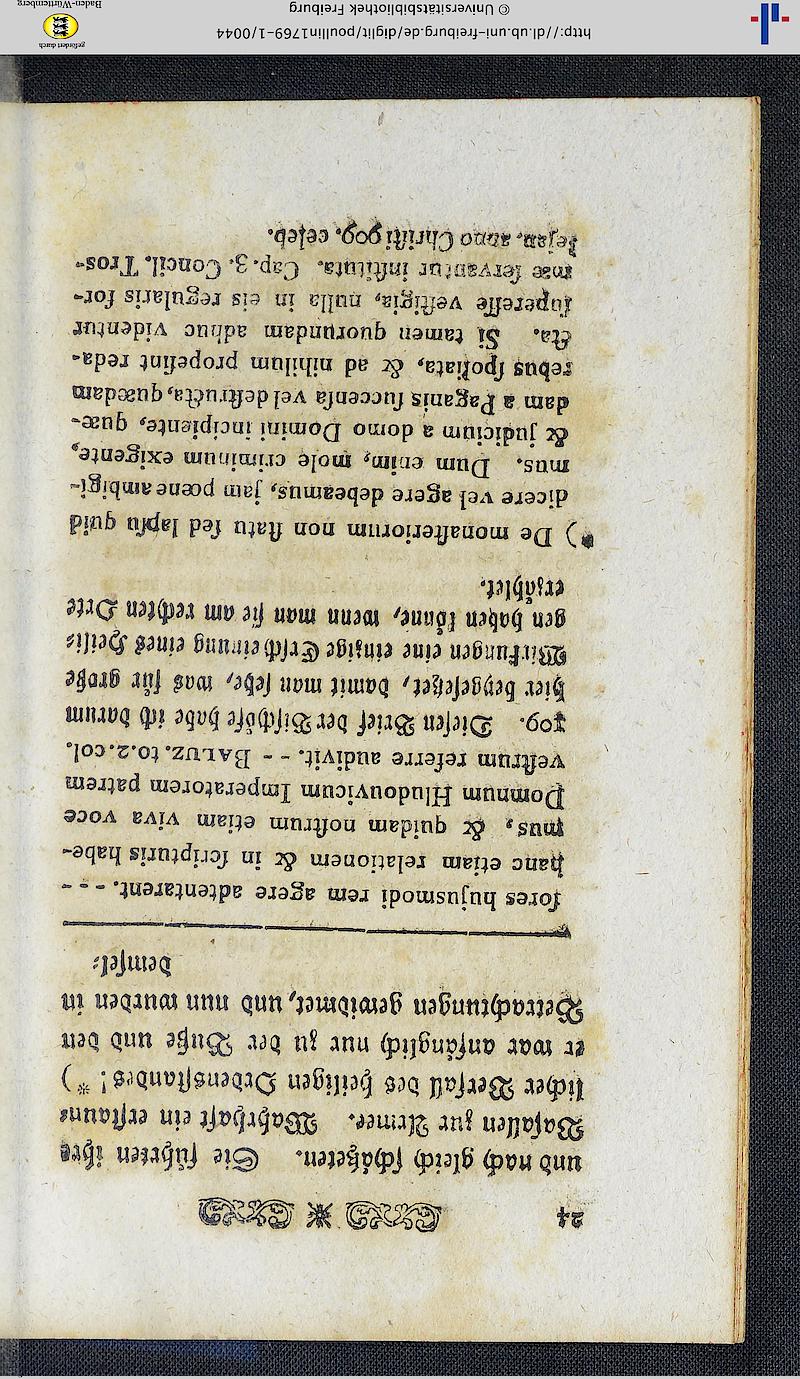 24
und nach gleich schätzeten. Sie führten ihre
Vasallen zur Armee. Wahrhaft ein erstaun⸗
licher Verfall des heiligen Ordensstandes; *)
er war anfänglich nur zu der Buße und den
Betrachtungen gewidmet, und nun wurden in
demsel⸗
fores hujusmodi rem agere adtentarent. - - -
hanc etiam relationem & in scripturis habe-
mus, & quidam nostrum etiam viva voce
Domnum Hludouvicum Imperatorem patrem
vestrum referre audivit. - - BALUZ. to. 2. col.
109. Diesen Brief der Bischöfe habe ich darum
hier beygesetzet, damit man sehe, was für große
Wirkungen eine einzige Erscheinung eines Heili⸗
gen haben könne, wenn man sie am rechten Orte
erzählet.
*) De monasteriorum non statu sed lapsu quid
dicere vel agere debeamus, jam pœne ambigi-
mus. Dum enim, mole criminum exigente,
& judicium a domo Domini incipiente, quæ-
dam a Paganis succensa vel destructa, quædam
rebus spoliata, & ad nihilum propesint reda-
cta. Si tamen quorundam adhuc videntur
superesse vestigia, nulla in eis regularis for-
mæ servantur instituta. Cap. 3. Concil. Tros-
lejan. anno Christi 909. celeb.
http://dl.ub.uni-freiburg.de/diglit/poullin1769-1/0044
© Universitätsbibliothek Freiburg
gefördert durch
Baden-Württemberg